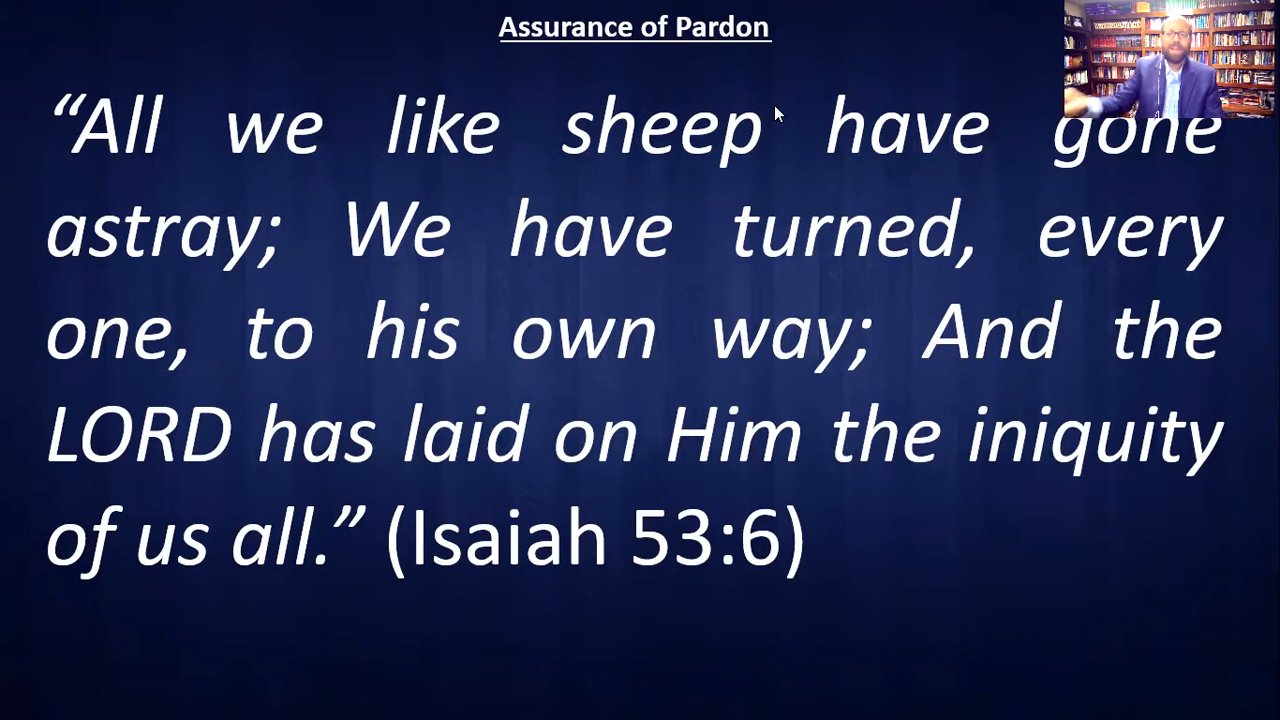 Assurance of Pardon
“All we like sheep have gone
astray; We have turned, every
one, to his own way; And the
LORD has laid on Him the iniquity
of us all.” (Isaiah 53:6)